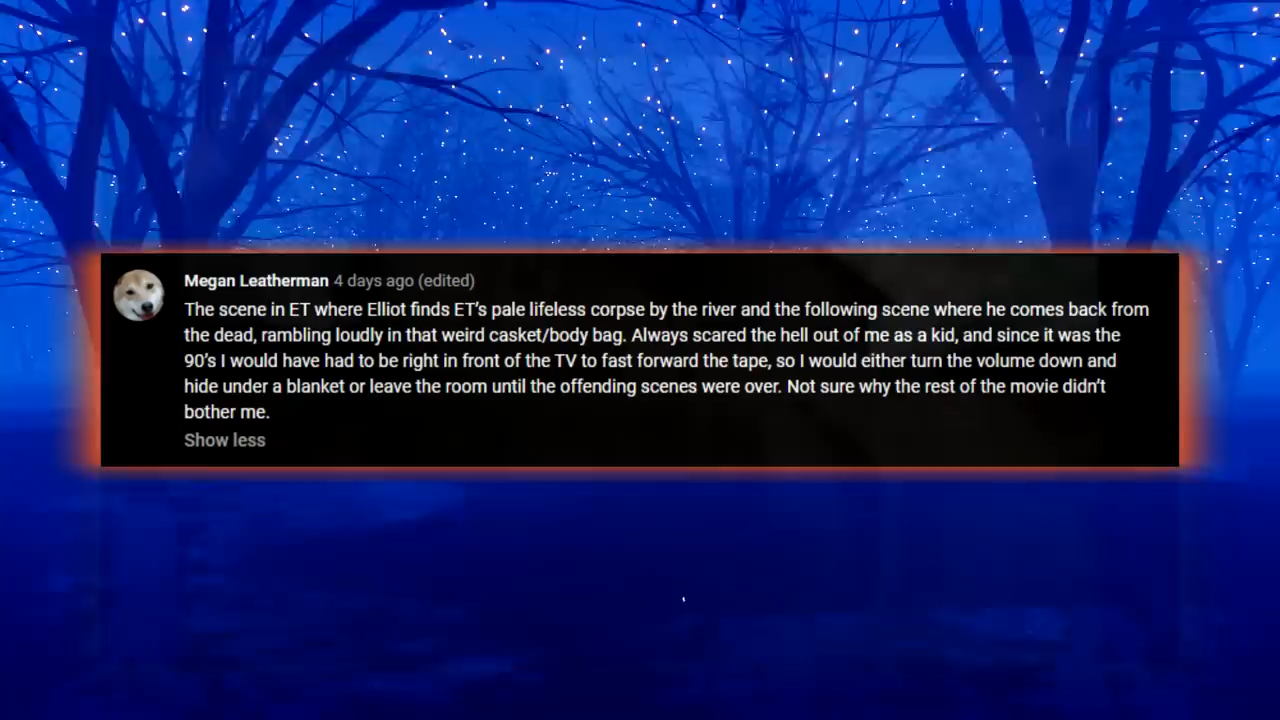 Megan Leatherman 4 days ago (edited)
The scene in ET where Elliot finds ET's pale lifeless corpse by the river and the following scene where he comes back from
the dead, rambling loudly in that weird casket/body bag. Always scared the hell out of me as a kid, and since it was the
90's I would have had to be right in front of the TV to fast forward the tape, so I would either turn the volume down and
hide under a blanket or leave the room until the offending scenes were over. Not sure why the rest of the movie didn't
bother me.
Show less